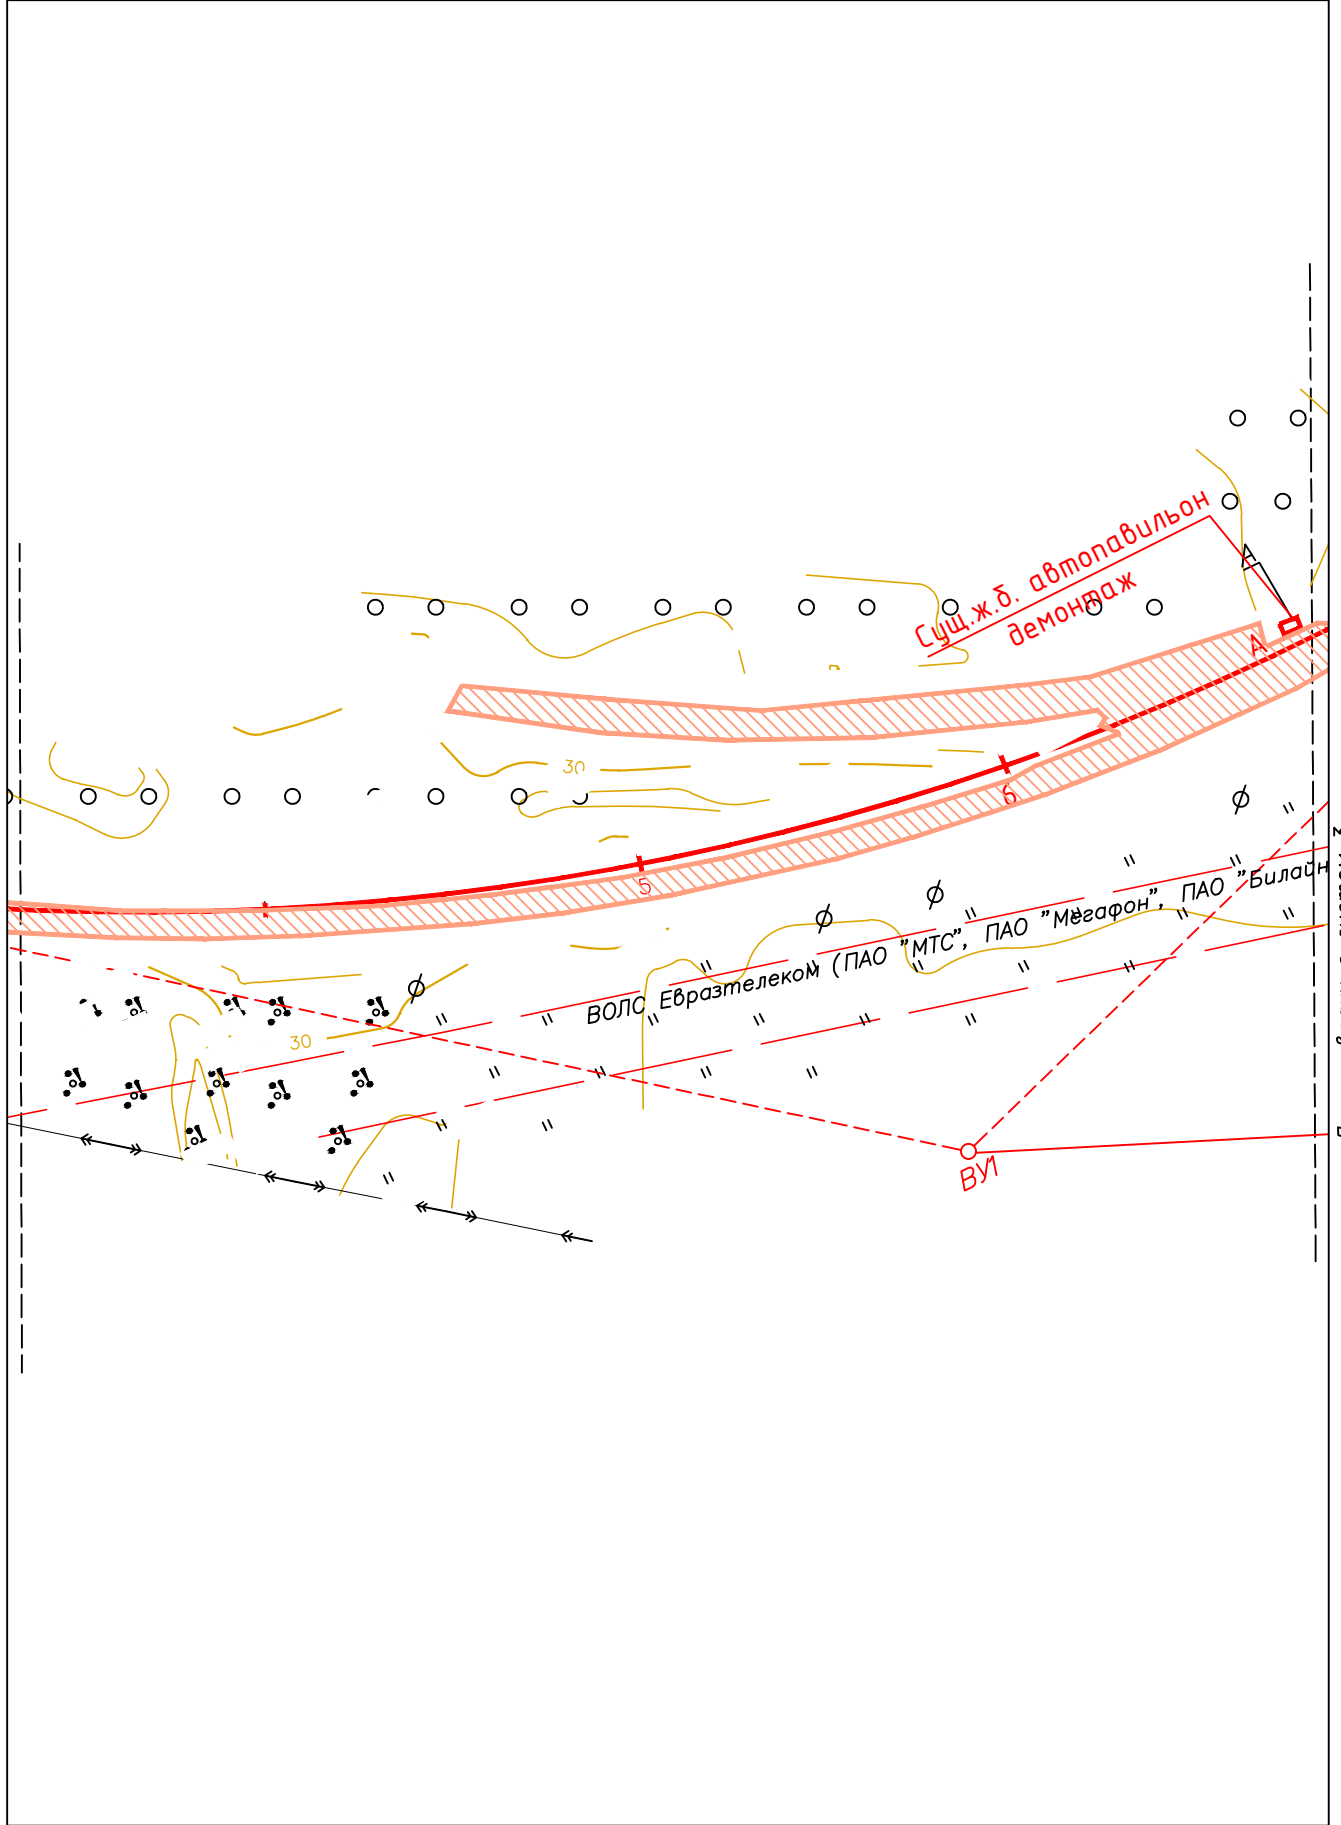 Сущ.ж.б. автопавильон
демонтаж
А
А
30
6
5
ВОЛС Евразтелеком (ПАО "МТС", ПАО "Мегафон", ПАО "Билайн
30
ВУ1